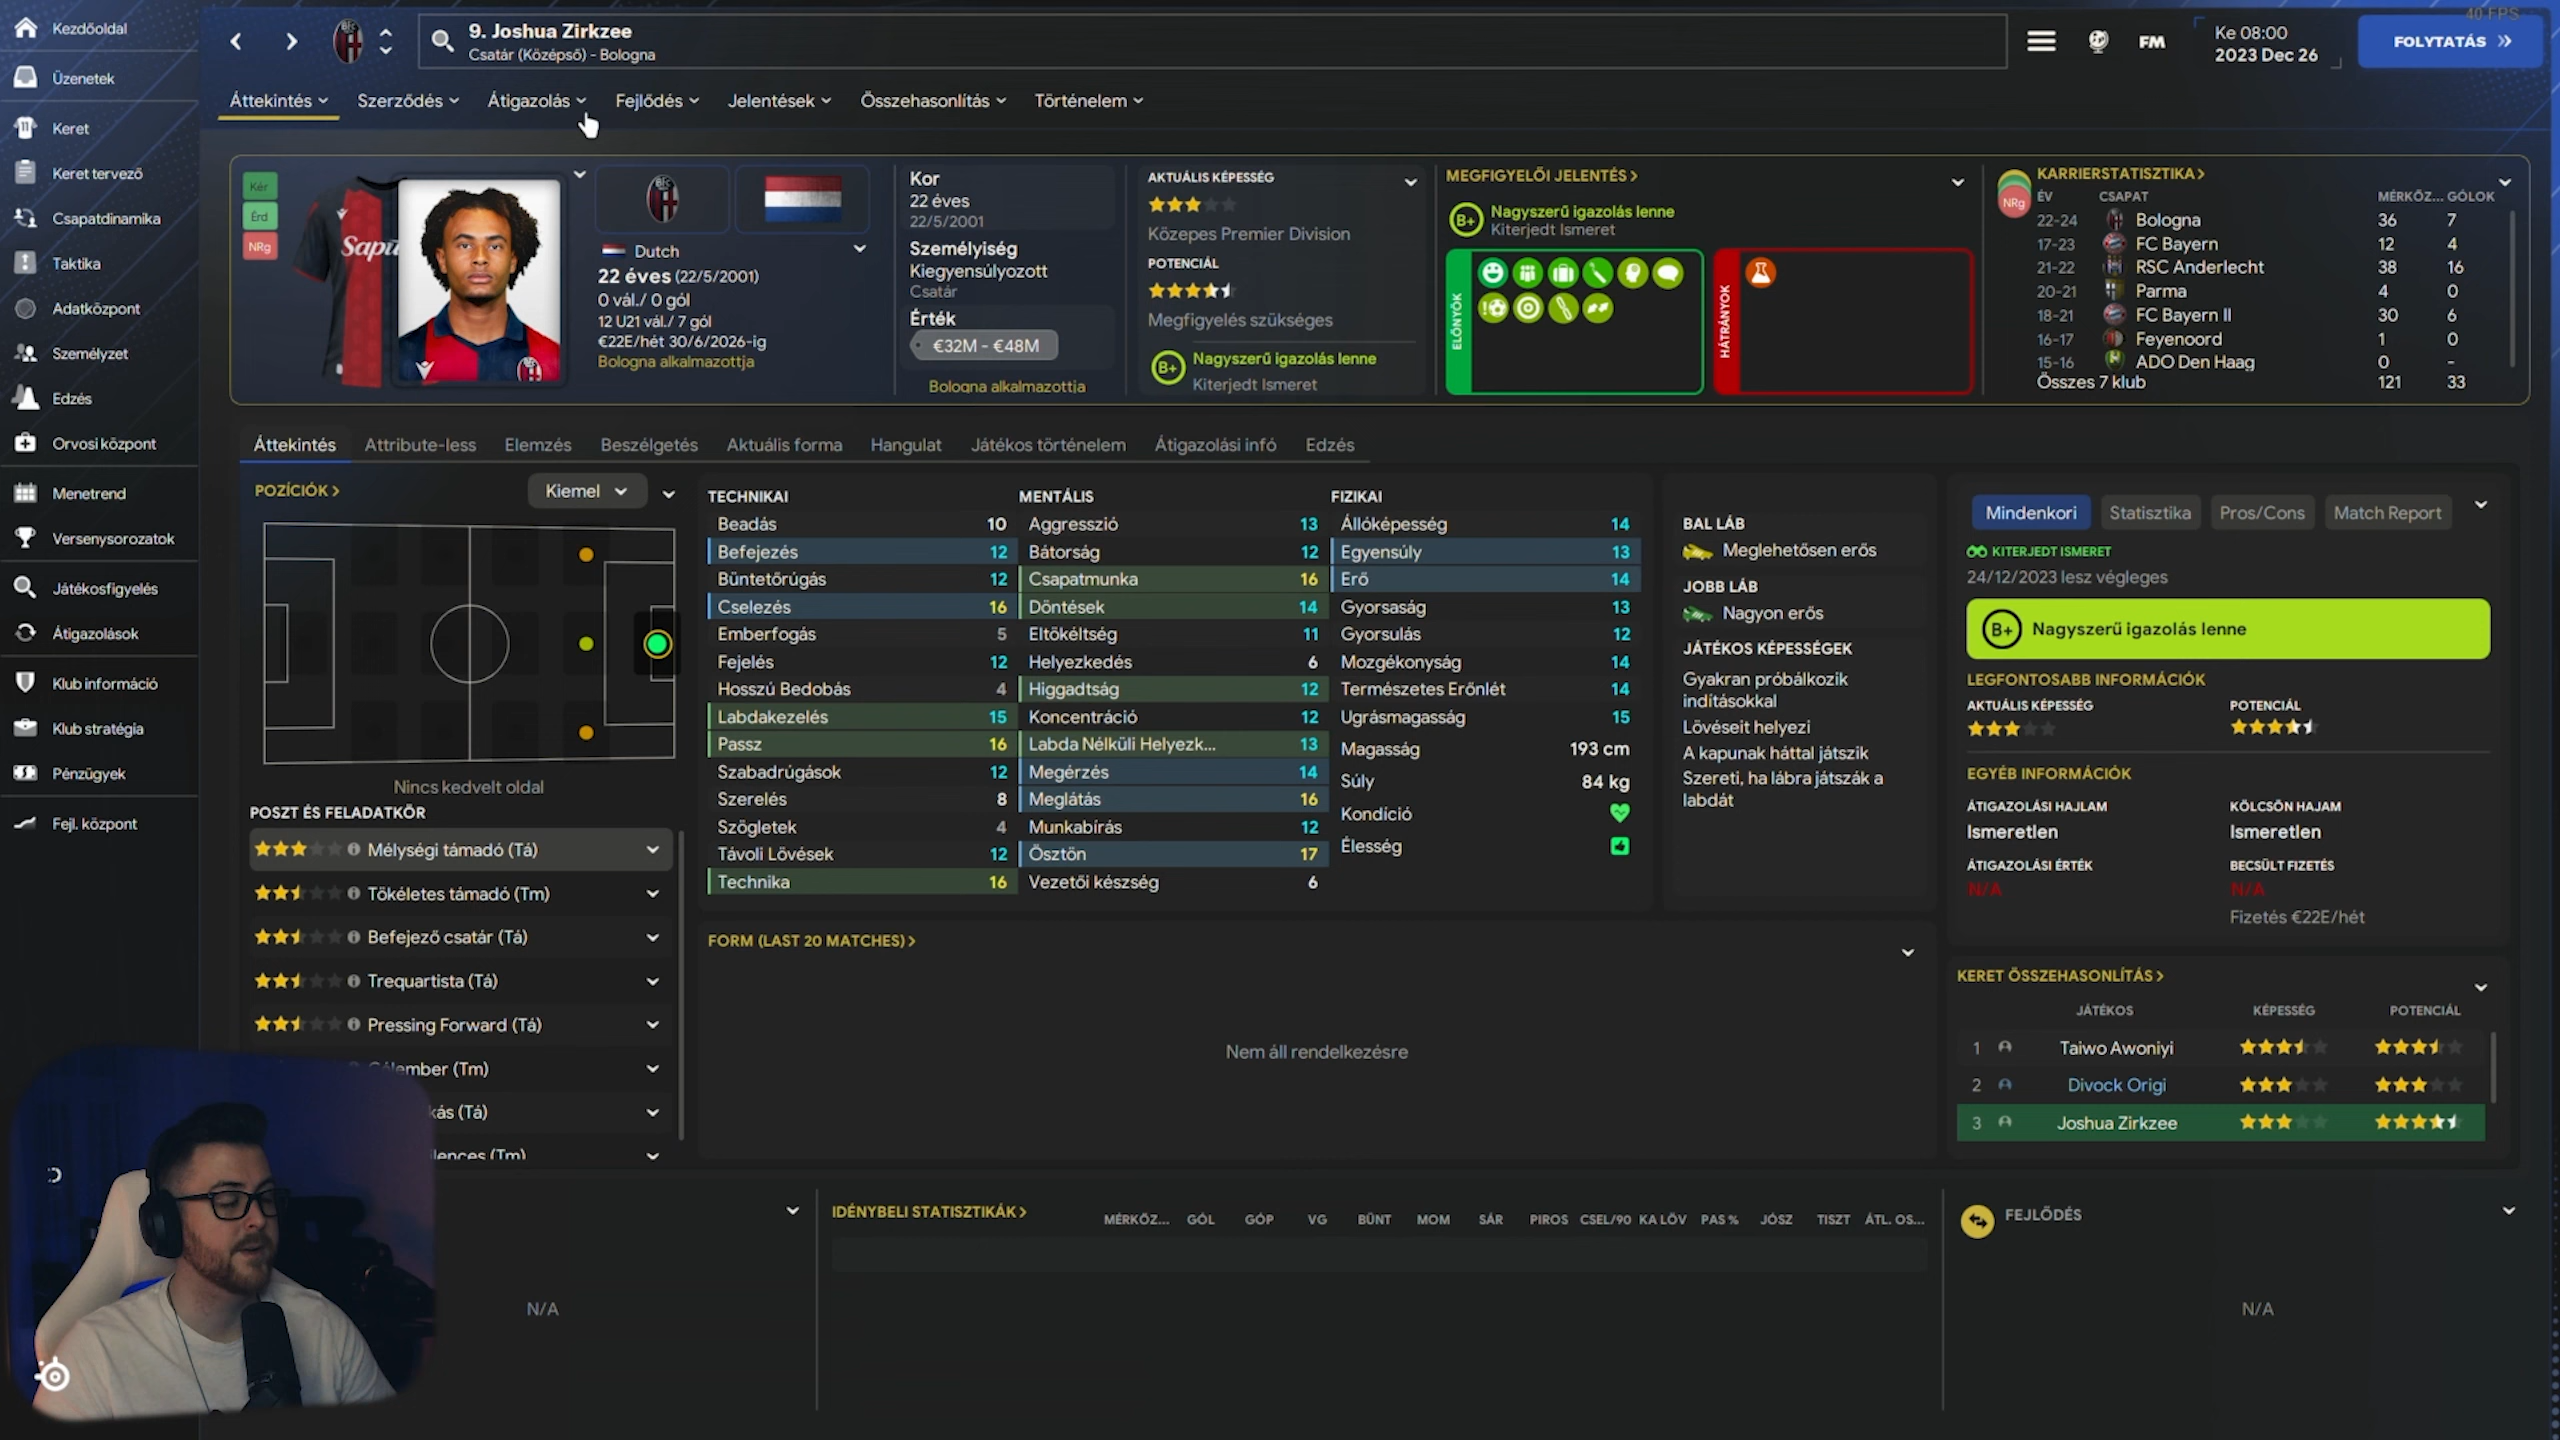 40 FPS
Kezdőoldal
Üzenetek
Keret
Keret tervező
Csapatdinamika
Taktika
Adatközpont
Személyzet
Edzés
Orvosi központ
Menetrend
Versenysorozatok
Játékosfigyelés
Átigazolások
Klub információ
Klub stratégia
Pénzügyek
Fejl. központ
9. Joshua Zirkzee
Csatár (Középső) - Bologna
FM
Ke 08:00
2023 Dec 26
FOLYTATÁS
Áttekintés
Szerződés
Átigazolás
Fejlődés
Jelentések
Összehasonlítás
Történelem
Kér
Érd
NRg
Dutch
22 éves (22/5/2001)
0 vál./ 0 gól
12 U21 vál./ 7 gól
€22E/hét 30/6/2026-ig
Bologna alkalmazottja
Kor
22 éves
22/5/2001
Személyiség
Kiegyensúlyozott
Csatár
Érték
€32M - €48M
Bologna alkalmazottja
AKTUÁLIS KÉPESSÉG
Közepes Premier Division
POTENCIÁL
Megfigyelés szükséges
B+
Nagyszerű igazolás lenne
Kiterjedt Ismeret
MEGFIGYELŐI JELENTÉS
B+
Nagyszerű igazolás lenne
Kiterjedt Ismeret
ELŐNYÖK
HÁTRÁNYOK
NRg
KARRIERSTATISZTIKA
ÉV CSAPAT MÉRKŐZ... GÓLOK
22-24 Bologna 36 7
17-23 FC Bayern 12 4
21-22 RSC Anderlecht 38 16
20-21 Parma 4 0
18-21 FC Bayern II 30 6
16-17 Feyenoord 1 0
15-16 ADO Den Haag 0 -
Összes 7 klub 121 33
Áttekintés
Attribute-less
Elemzés
Beszélgetés
Aktuális forma
Hangulat
Játékos történelem
Átigazolási infó
Edzés
POZÍCIÓK
Kiemel
Nincs kedvelt oldal
POSZT ÉS FELADATKÖR
Mélységi támadó (Tá)
Tökéletes támadó (Tm)
Befejező csatár (Tá)
Trequartista (Tá)
Pressing Forward (Tá)
ember (Tm)
kás (Tá)
lences (Tm)
TECHNIKAI
Beadás 10
Befejezés 12
Büntetőrúgás 12
Cselezés 16
Emberfogás 5
Fejelés 12
Hosszú Bedobás 4
Labdakezelés 15
Passz 16
Szabadrúgások 12
Szerelés 8
Szögletek 4
Távoli Lövések 12
Technika 16
MENTÁLIS
Aggresszió 13
Bátorság 12
Csapatmunka 16
Döntések 14
Eltökéltség 11
Helyezkedés 6
Higgadtság 12
Koncentráció 12
Labda Nélküli Helyezk... 13
Megérzés 14
Meglátás 16
Munkabírás 12
Ösztön 17
Vezetői készség 6
FIZIKAI
Állóképesség 14
Egyensúly 13
Erő 14
Gyorsaság 13
Gyorsulás 12
Mozgékonyság 14
Természetes Erőnlét 14
Ugrásmagasság 15
Magasság 193 cm
Súly 84 kg
Kondíció
Élesség
BAL LÁB
Meglehetősen erős
JOBB LÁB
Nagyon erős
JÁTÉKOS KÉPESSÉGEK
Gyakran próbálkozik
indításokkal
Lövéseit helyezi
A kapunak háttal játszik
Szereti, ha lábra játszák a
labdát
Mindenkori
Statisztika
Pros/Cons
Match Report
KITERJEDT ISMERET
24/12/2023 lesz végleges
B+ Nagyszerű igazolás lenne
LEGFONTOSABB INFORMÁCIÓK
AKTUÁLIS KÉPESSÉG POTENCIÁL
EGYÉB INFORMÁCIÓK
ÁTIGAZOLÁSI HAJLAM KÖLCSÖN HAJAM
Ismeretlen Ismeretlen
ÁTIGAZOLÁSI ÉRTÉK BECSÜLT FIZETÉS
N/A N/A
Fizetés €22E/hét
FORM (LAST 20 MATCHES)
Nem áll rendelkezésre
KERET ÖSSZEHASONLÍTÁS
JÁTÉKOS KÉPESSÉG POTENCIÁL
1 Taiwo Awoniyi
2 Divock Origi
3 Joshua Zirkzee
N/A
IDÉNYBELI STATISZTIKÁK
MÉRKŐZ... GÓL GÓP VG BÜNT MOM SÁR PIROS CSEL/90 KA LÖV PAS % JÓSZ TISZT ÁTL. OS...
FEJLŐDÉS
N/A